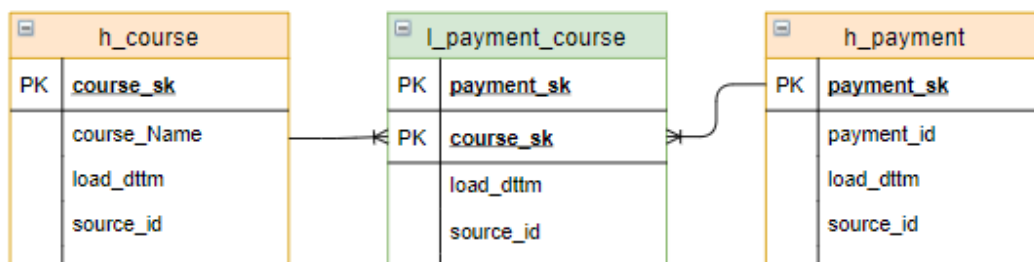 h_course
PK course_sk
course_Name
load_dttm
source_id
l_payment_course
PK payment_sk
PK course_sk
load_dttm
source_id
h_payment
PK payment_sk
payment_id
load_dttm
source_id